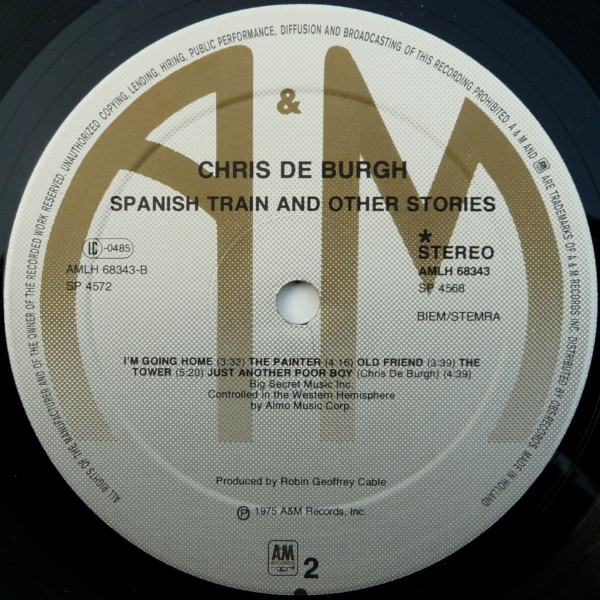 ALL RIGHTS OF THE MANUFACTURER AND OF THE OWNER OF THE RECORDED WORK RESERVED. UNAUTHORIZED COPYING, LENDING, HIRING, PUBLIC PERFORMANCE, DIFFUSION AND BROADCASTING OF THIS RECORDING PROHIBITED. A & M AND A&M RECORDS ARE TRADEMARKS OF A & M RECORDS INC. DISTRIBUTED BY CBS-RECORDS MADE IN HOLLAND
A & M
CHRIS DE BURGH
SPANISH TRAIN AND OTHER STORIES
IC -0485
AMLH 68343-B
SP 4572
*
STEREO
AMLH 68343
SP 4568
BIEM/STEMRA
I'M GOING HOME (3:32) THE PAINTER (4:16) OLD FRIEND (3:39) THE
TOWER (5:20) JUST ANOTHER POOR BOY (Chris De Burgh) (4:39)
Big Secret Music Inc.
Controlled in the Western Hemisphere
by Almo Music Corp.
Produced by Robin Geoffrey Cable
℗ 1975 A&M Records, Inc.
A&M
RECORDS
2